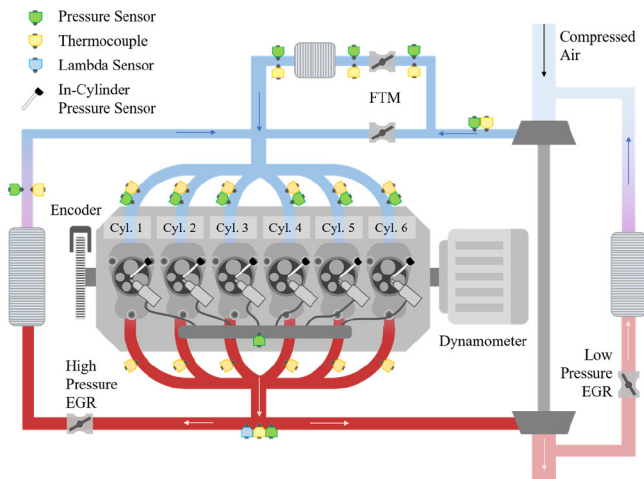 Pressure Sensor
Thermocouple
Lambda Sensor
In-Cylinder
Pressure Sensor
Compressed
Air
FTM
Encoder
Cyl. 1
Cyl. 2
Cyl. 3
Cyl. 4
Cyl. 5
Cyl. 6
Dynamometer
High
Pressure
EGR
Low
Pressure
EGR